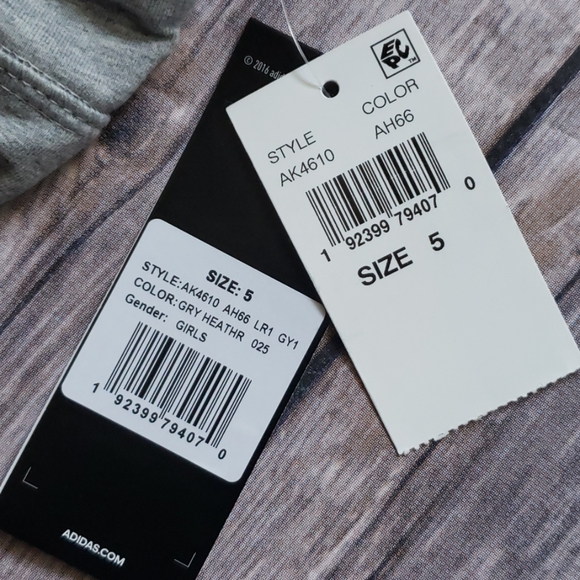 © 2016 adi
SIZE: 5
STYLE:AK4610 AH66 LR1 GY1
COLOR:GRY HEATHR 025
Gender: GIRLS
1 92399 79407 0
ADIDAS.COM
EPC™
STYLE COLOR
AK4610 AH66
1 92399 79407 0
SIZE 5